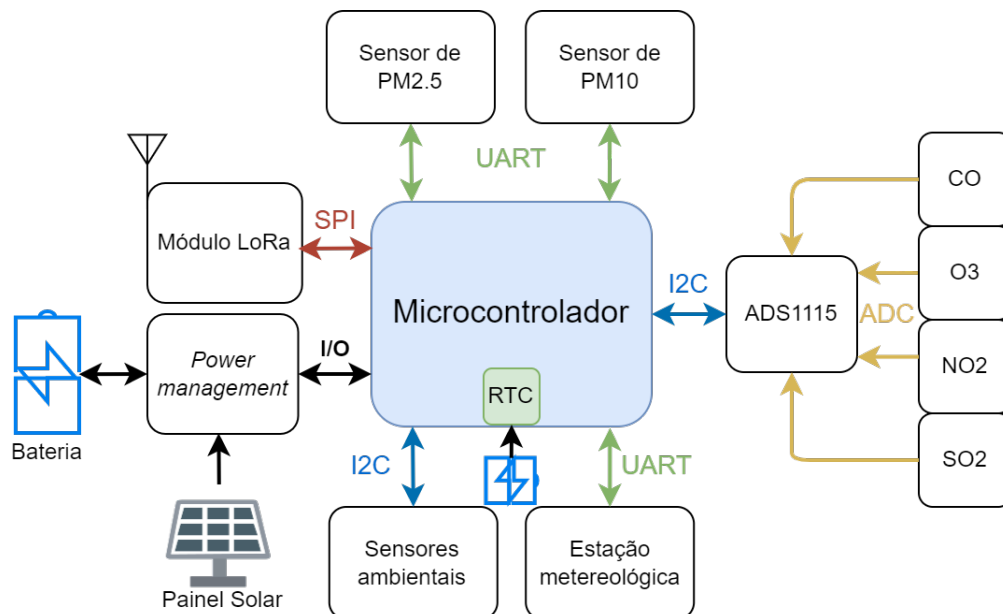 Sensor de
PM2.5
Sensor de
PM10
UART
CO
Módulo LoRa
SPI
Microcontrolador
I2C
ADS1115
O3
ADC
Power
management
I/O
RTC
NO2
Bateria
I2C
UART
SO2
Painel Solar
Sensores
ambientais
Estação
metereológica